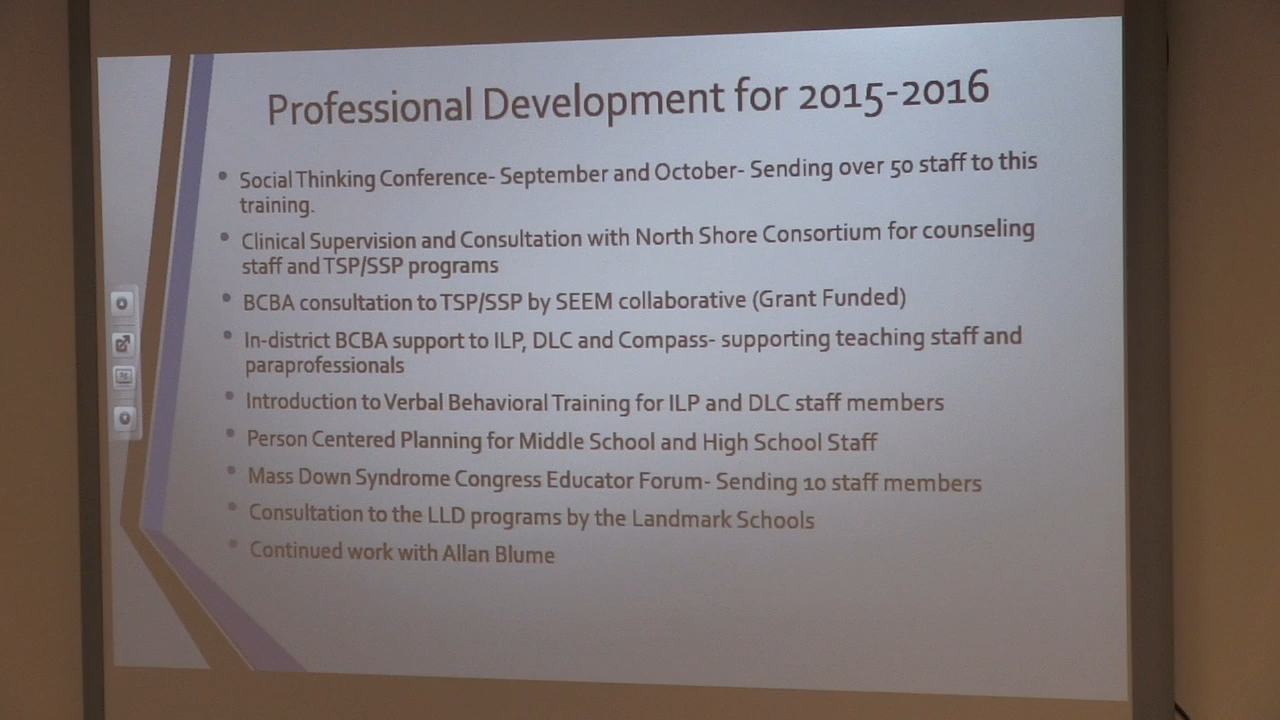 Professional Development for 2015-2016
• Social Thinking Conference- September and October- Sending over 50 staff to this
training.
• Clinical Supervision and Consultation with North Shore Consortium for counseling
staff and TSP/SSP programs
• BCBA consultation to TSP/SSP by SEEM collaborative (Grant Funded)
• In-district BCBA support to ILP, DLC and Compass- supporting teaching staff and
paraprofessionals
• Introduction to Verbal Behavioral Training for ILP and DLC staff members
• Person Centered Planning for Middle School and High School Staff
• Mass Down Syndrome Congress Educator Forum- Sending 10 staff members
• Consultation to the LLD programs by the Landmark Schools
• Continued work with Allan Blume